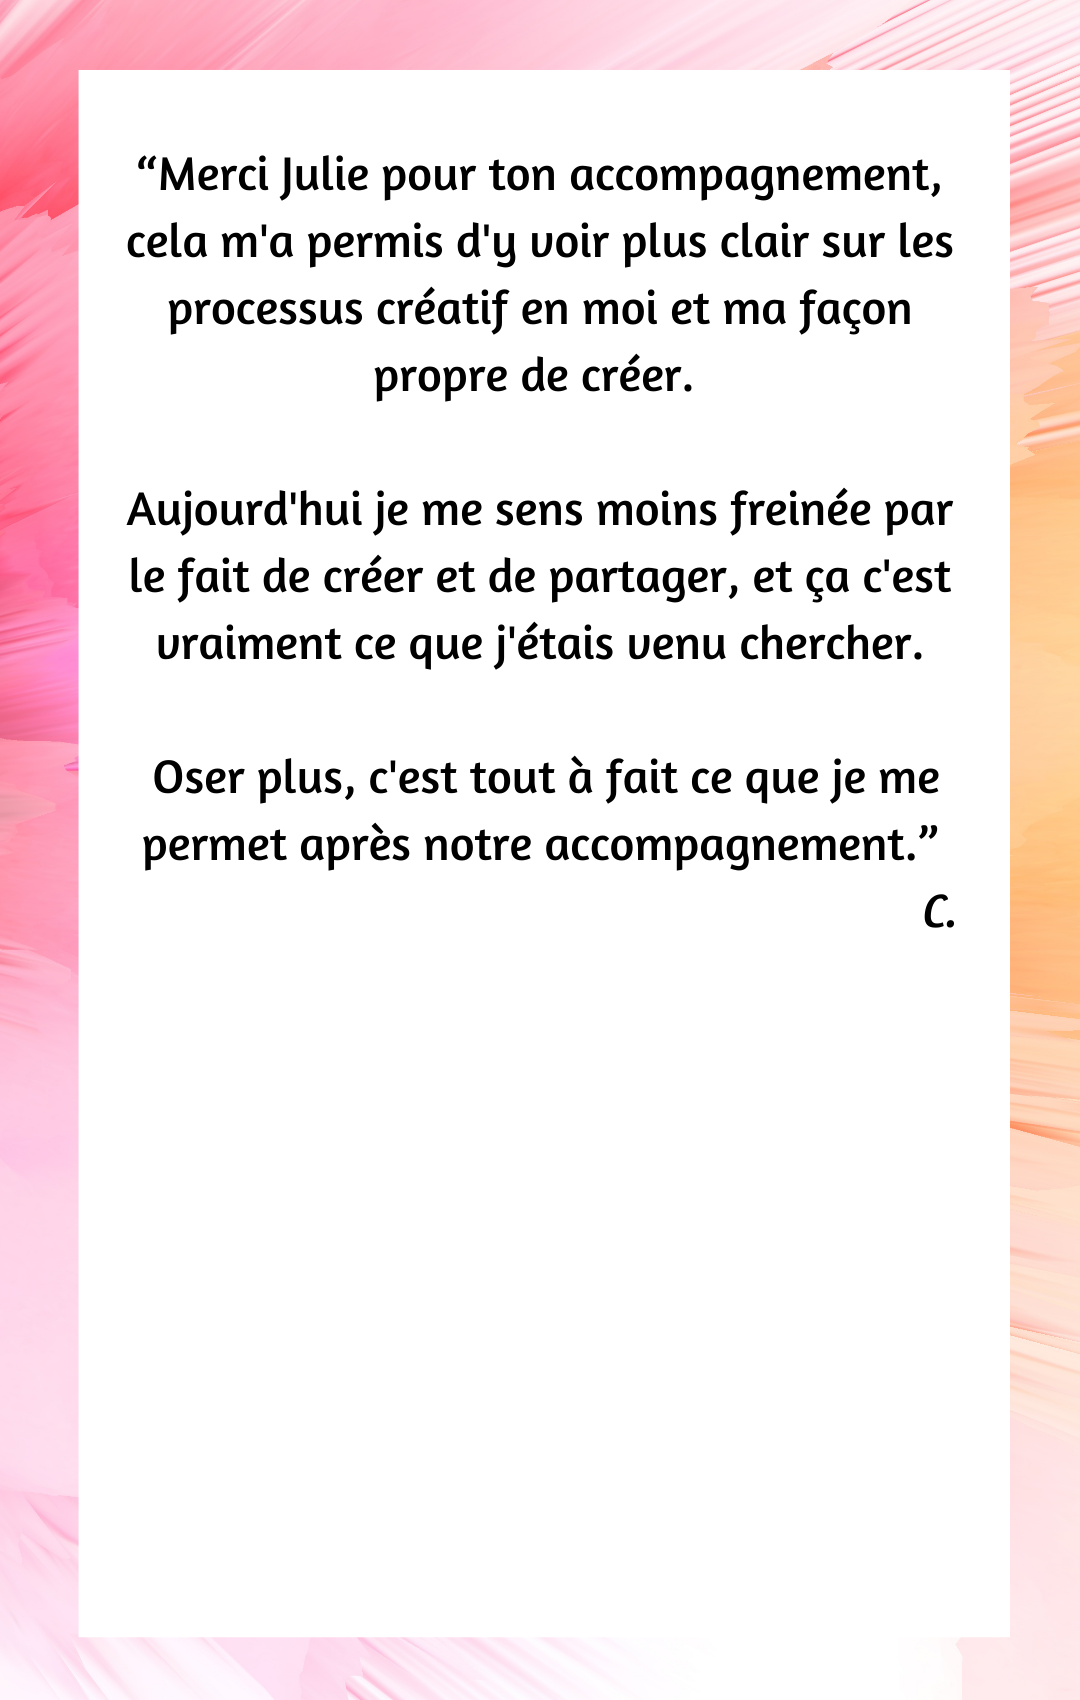 “Merci Julie pour ton accompagnement,
cela m'a permis d'y voir plus clair sur les
processus créatif en moi et ma façon
propre de créer.
Aujourd'hui je me sens moins freinée par
le fait de créer et de partager, et ça c'est
vraiment ce que j'étais venu chercher.
Oser plus, c'est tout à fait ce que je me
permet après notre accompagnement.”
C.